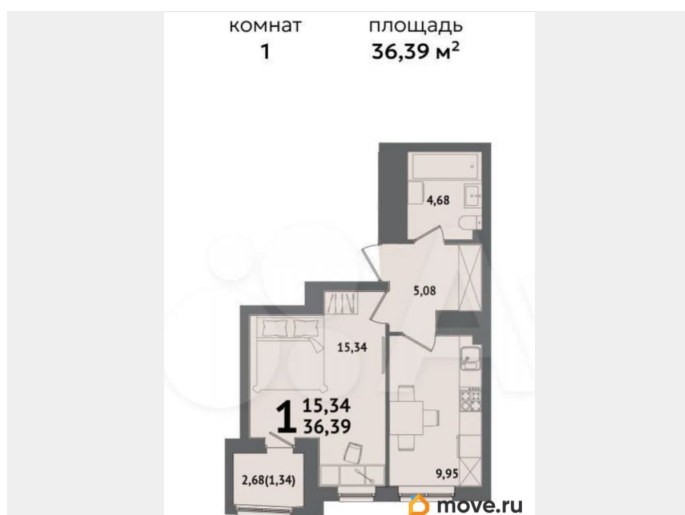 комнат площадь
1 36,39 м²
4,68
5,08
15,34
1 15,34
36,39
2,68(1,34)
9,95
move.ru